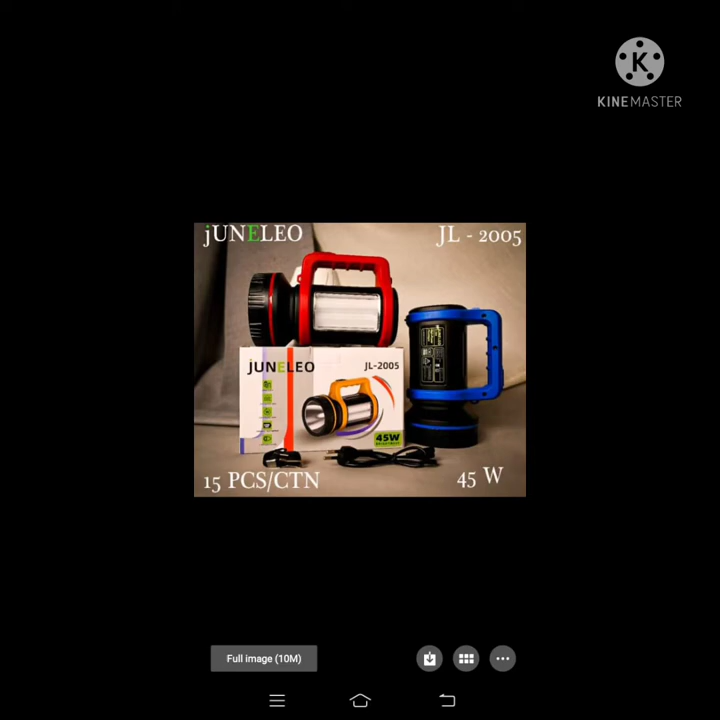 KINEMASTER
jUNELEO
JL - 2005
JUNELEO
JL-2005
45W
15 PCS/CTN
45 W
Full image (10M)